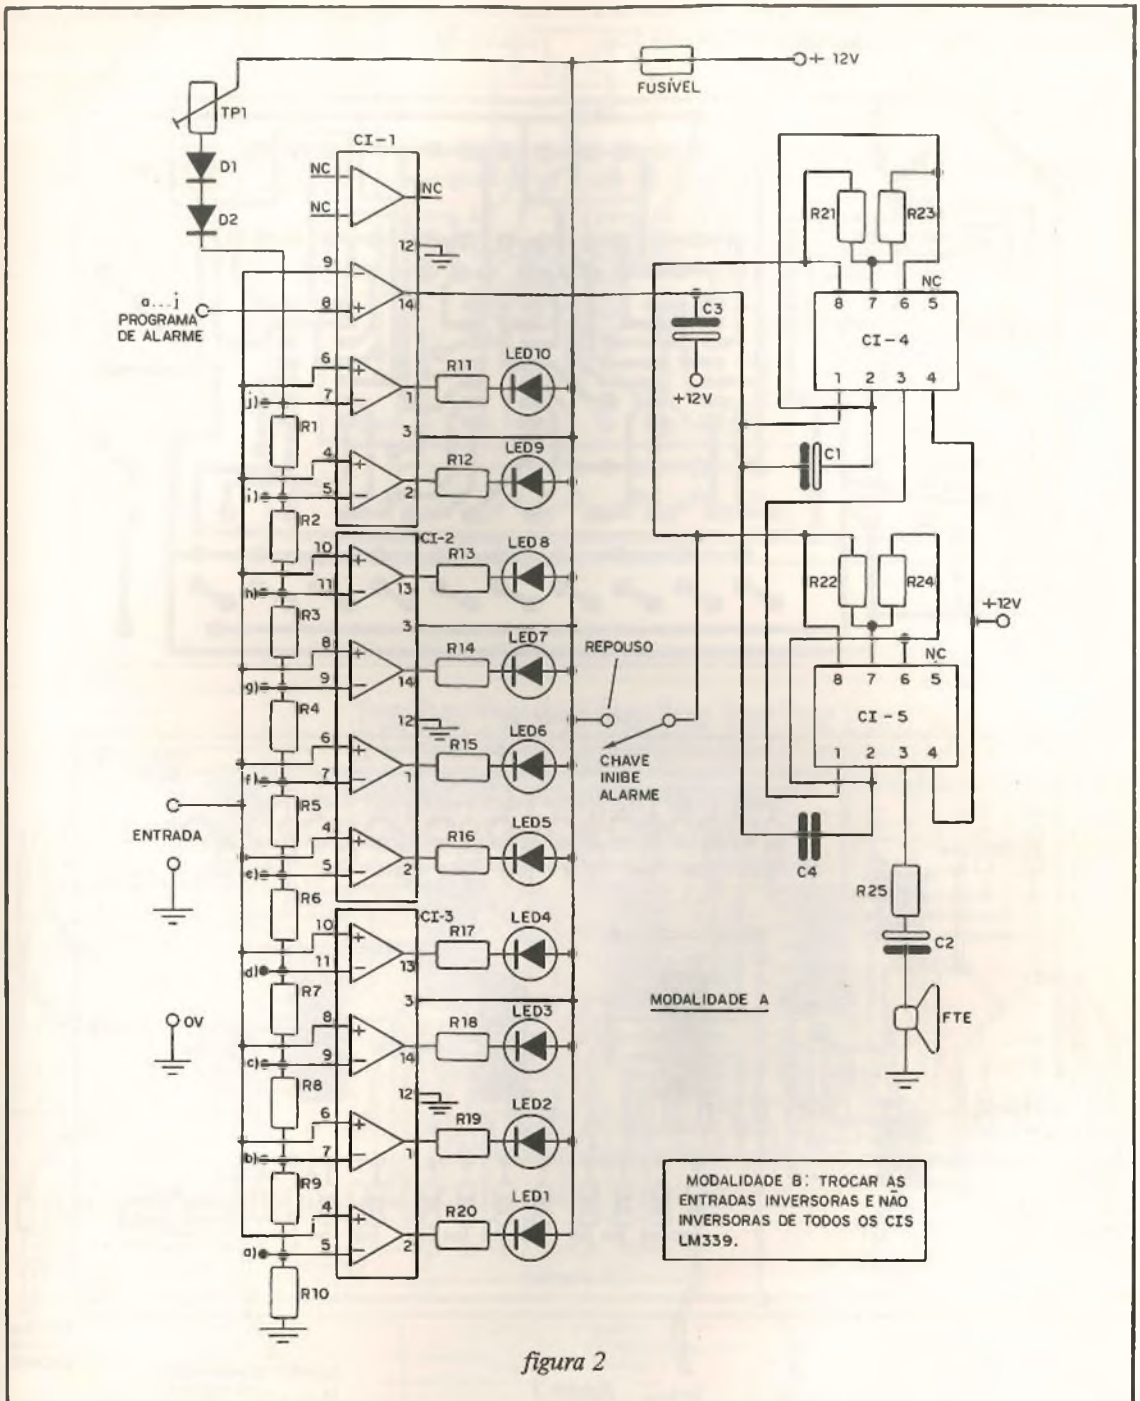 + 12V
FUSÍVEL
TP1
D1
D2
CI-1
NC
NC
NC
12
9
8
14
a...j
PROGRAMA
DE ALARME
6
7
1
j)
R11
LED10
R1
3
4
5
2
i)
R12
LED9
R2
CI-2
10
11
13
h)
R13
LED8
R3
3
8
9
14
g)
R14
LED7
R4
12
6
7
1
f)
R15
LED6
R5
4
5
2
e)
R16
LED5
R6
ENTRADA
CI-3
10
11
13
d)
R17
LED4
R7
3
0V
8
9
14
c)
R18
LED3
R8
12
6
7
1
b)
R19
LED2
R9
4
5
2
a)
R20
LED1
R10
C3
+12V
REPOUSO
CHAVE
INIBE
ALARME
R21
R23
NC
8 7 6 5
CI-4
1 2 3 4
C1
R22
R24
+12V
NC
8 7 6 5
CI-5
1 2 3 4
C4
R25
C2
FTE
MODALIDADE A
MODALIDADE B: TROCAR AS
ENTRADAS INVERSORAS E NÃO
INVERSORAS DE TODOS OS CIS
LM339.
figura 2